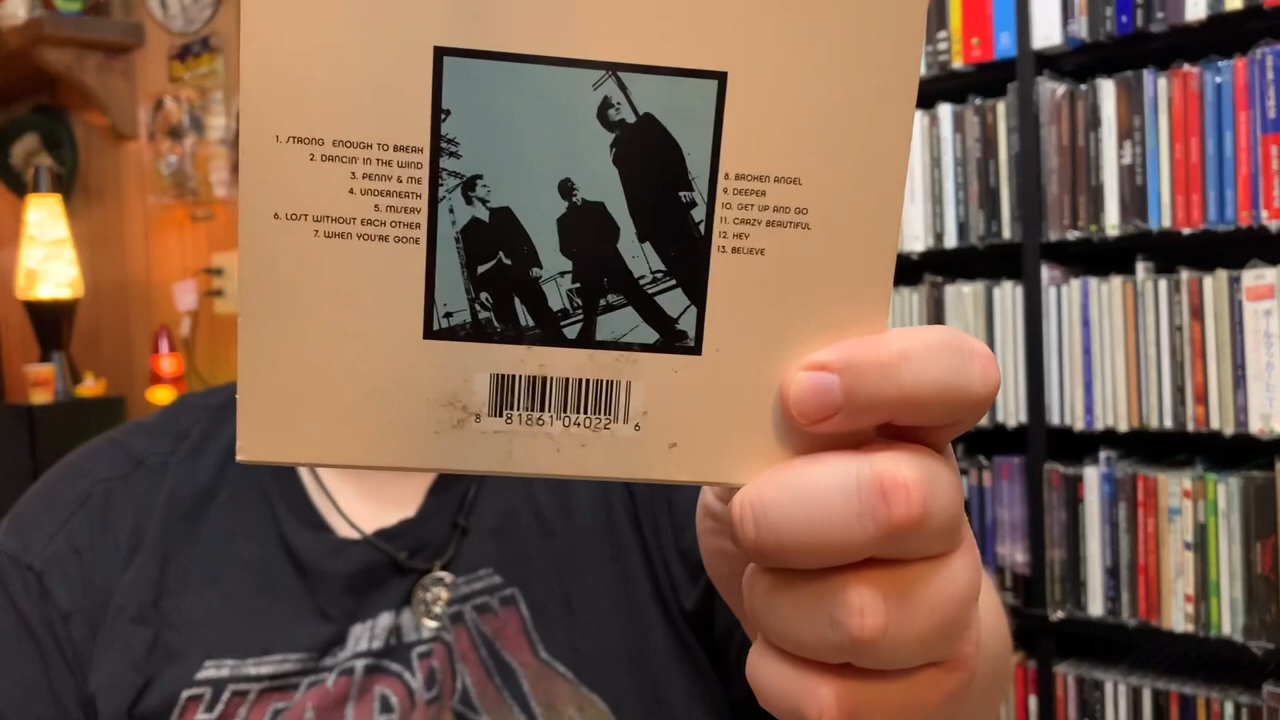 1. STRONG ENOUGH TO BREAK
2. DANCIN' IN THE WIND
3. PENNY & ME
4. UNDERNEATH
5. MISERY
6. LOST WITHOUT EACH OTHER
7. WHEN YOU'RE GONE
8. BROKEN ANGEL
9. DEEPER
10. GET UP AND GO
11. CRAZY BEAUTIFUL
12. HEY
13. BELIEVE
8 81861 04022 6
HENDRIX